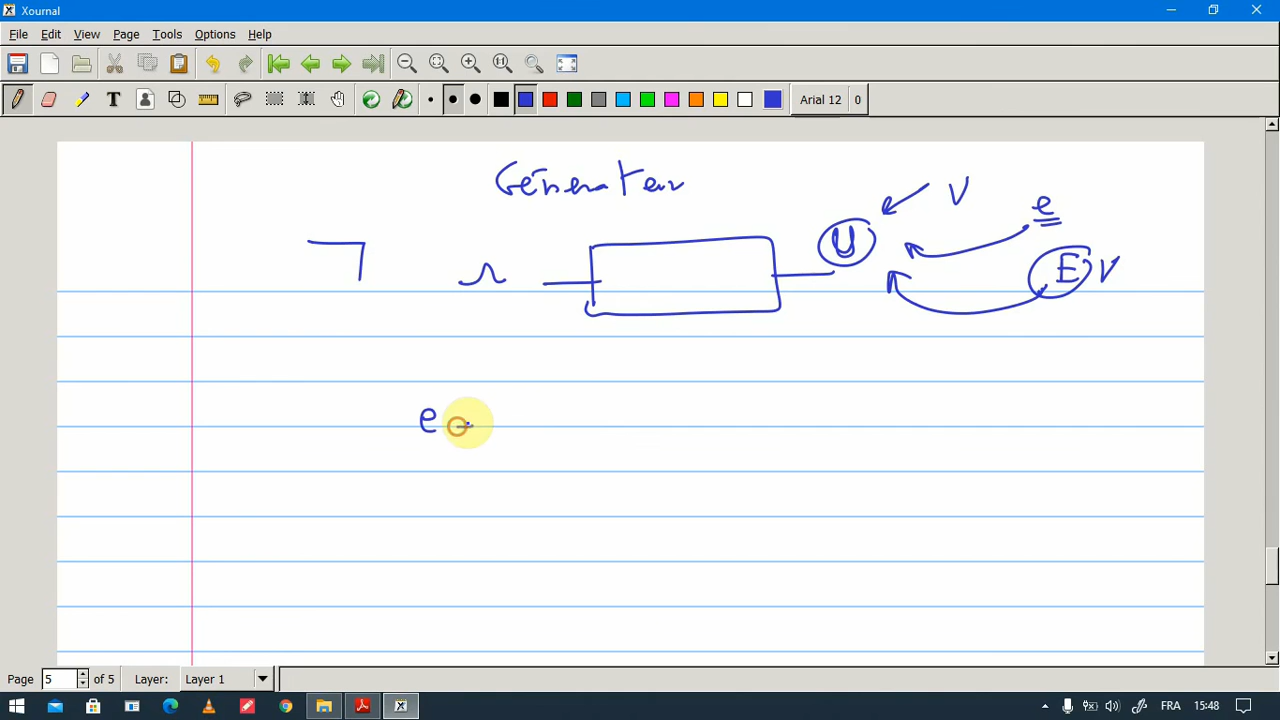 Xournal
File Edit View Page Tools Options Help
Arial 12 0
Générateur
V
e
U
E V
e
Page 5 of 5 Layer: Layer 1
FRA 15:48